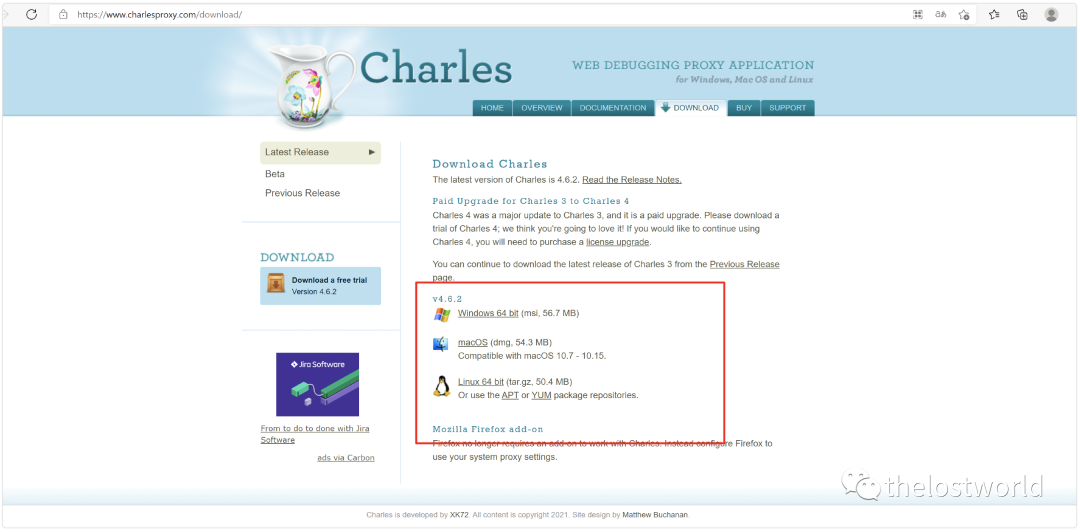 https://www.charlesproxy.com/download/
Charles
WEB DEBUGGING PROXY APPLICATION
for Windows, Mac OS and Linux
HOME OVERVIEW DOCUMENTATION DOWNLOAD BUY SUPPORT
Latest Release
Beta
Previous Release
DOWNLOAD
Download a free trial
Version 4.6.2
Jira Software
From to do to done with Jira
Software
ads via Carbon
Download Charles
The latest version of Charles is 4.6.2. Read the Release Notes.
Paid Upgrade for Charles 3 to Charles 4
Charles 4 was a major update to Charles 3, and it is a paid upgrade. Please download a
trial of Charles 4; we think you're going to love it! If you would like to continue using
Charles 4, you will need to purchase a license upgrade.
You can continue to download the latest release of Charles 3 from the Previous Release
page.
v4.6.2
Windows 64 bit (msi, 56.7 MB)
macOS (dmg, 54.3 MB)
Compatible with macOS 10.7 - 10.15.
Linux 64 bit (tar.gz, 50.4 MB)
Or use the APT or YUM package repositories.
Mozilla Firefox add-on
Firefox no longer requires an add-on to work with Charles. Instead configure Firefox to
use your system proxy settings.
thelostworld
Charles is developed by XK72. All content is copyright 2021. Site design by Matthew Buchanan.